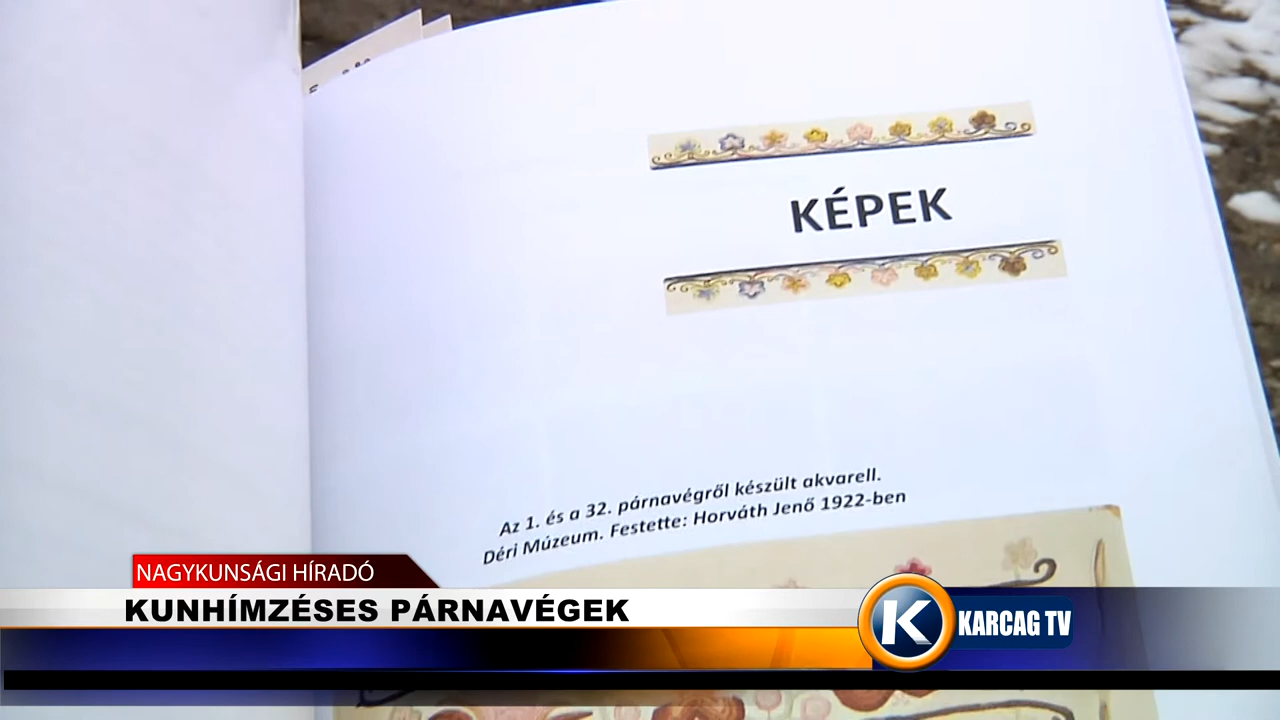 KÉPEK
Az 1. és a 32. párnavégről készült akvarell.
Déri Múzeum. Festette: Horváth Jenő 1922-ben
NAGYKUNSÁGI HÍRADÓ
KUNHÍMZÉSES PÁRNAVÉGEK
K
KARCAG TV